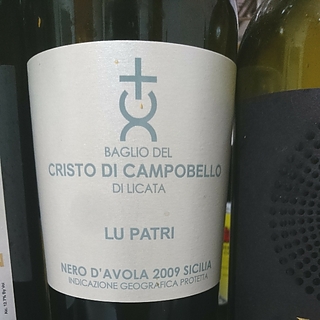 BAGLIO DEL
CRISTO DI CAMPOBELLO
DI LICATA
LU PATRI
NERO D'AVOLA 2009 SICILIA
INDICAZIONE GEOGRAFICA PROTETTA